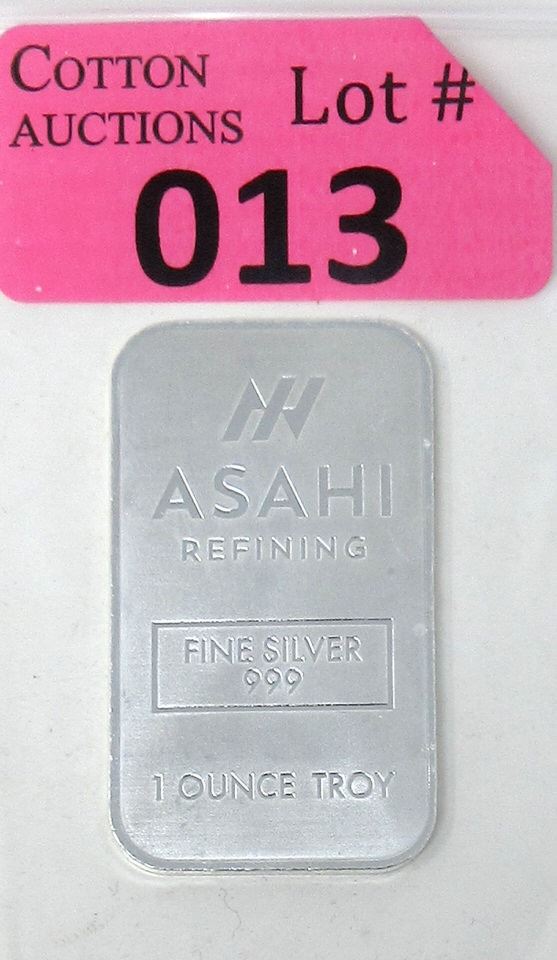 COTTON
AUCTIONS
Lot #
013
ASAHI
REFINING
FINE SILVER
999
1 OUNCE TROY